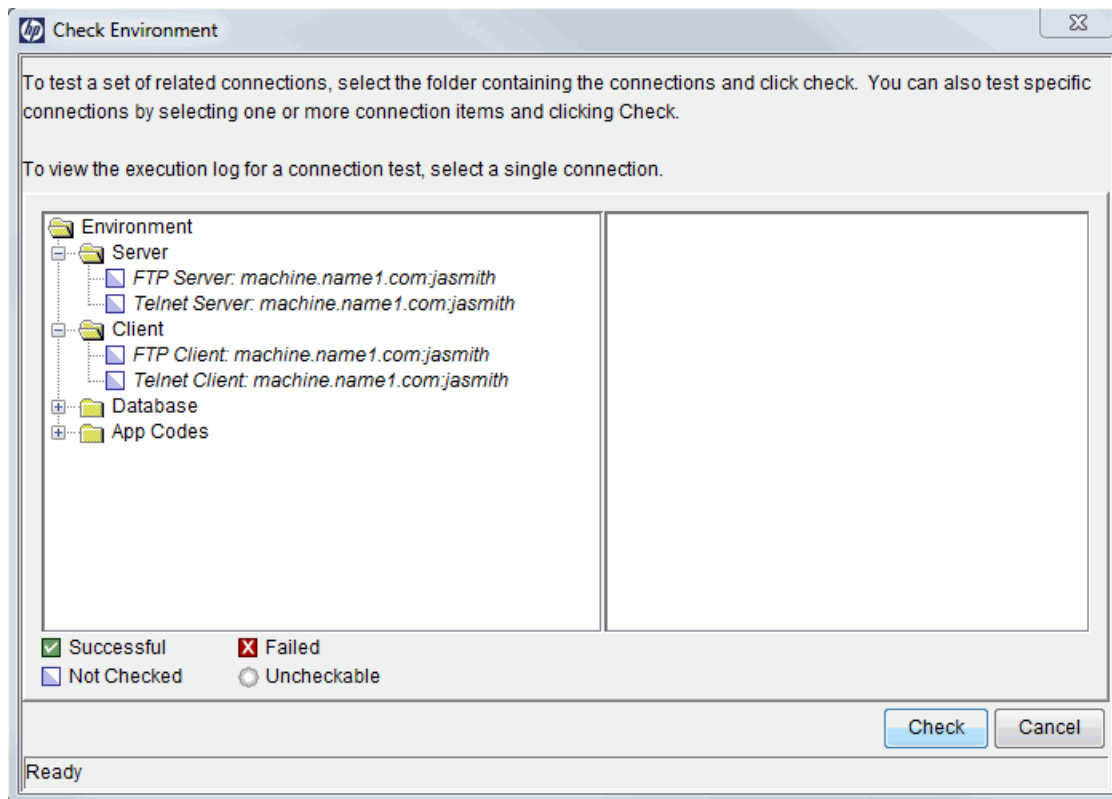 hp Check Environment
To test a set of related connections, select the folder containing the connections and click check. You can also test specific
connections by selecting one or more connection items and clicking Check.
To view the execution log for a connection test, select a single connection.
Environment
Server
FTP Server: machine.name1.com:jasmith
Telnet Server: machine.name1.com:jasmith
Client
FTP Client: machine.name1.com:jasmith
Telnet Client: machine.name1.com:jasmith
Database
App Codes
Successful Failed
Not Checked Uncheckable
Check Cancel
Ready